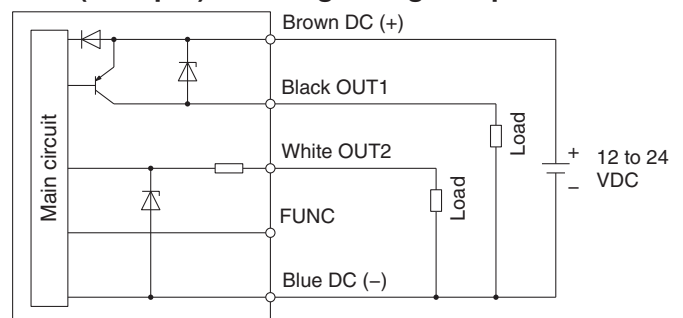 Brown DC (+)
Main circuit
Black OUT1
Load
White OUT2
Load
+
12 to 24
VDC
−
FUNC
Blue DC (−)